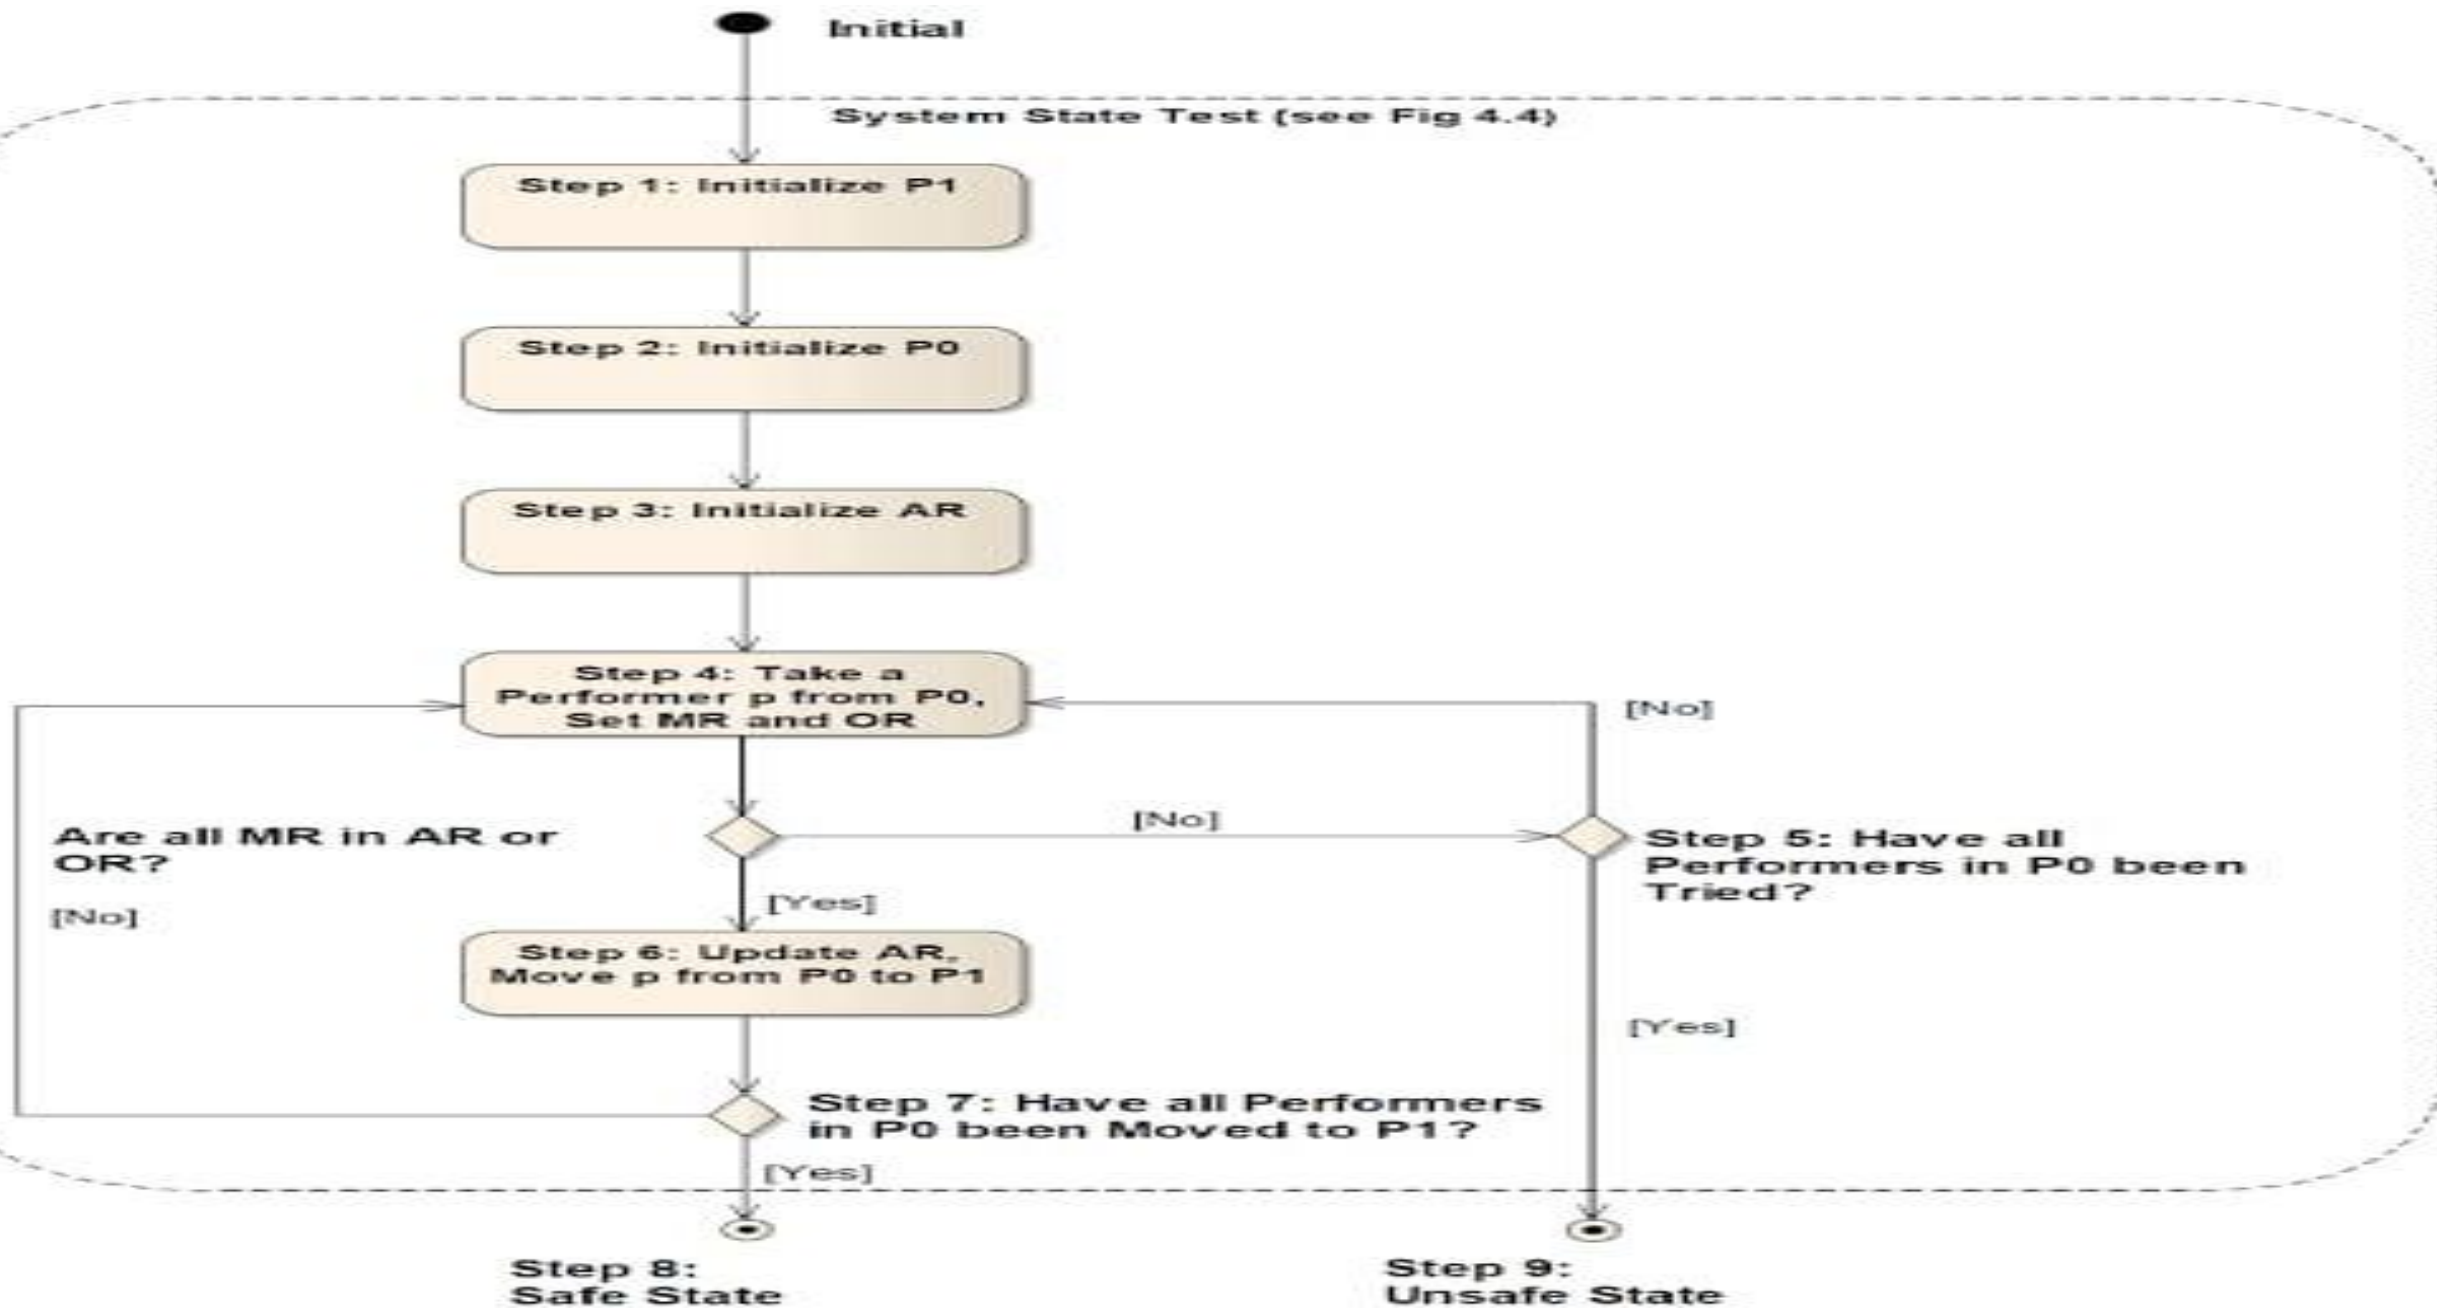 Initial
System State Test (see Fig 4.4)
Step 1: Initialize P1
Step 2: Initialize P0
Step 3: Initialize AR
Step 4: Take a
Performer p from P0,
Set MR and OR
[No]
Are all MR in AR or
OR?
[No]
[No]
Step 5: Have all
Performers in P0 been
Tried?
[Yes]
Step 6: Update AR,
Move p from P0 to P1
[Yes]
Step 7: Have all Performers
in P0 been Moved to P1?
[Yes]
Step 8:
Safe State
Step 9:
Unsafe State